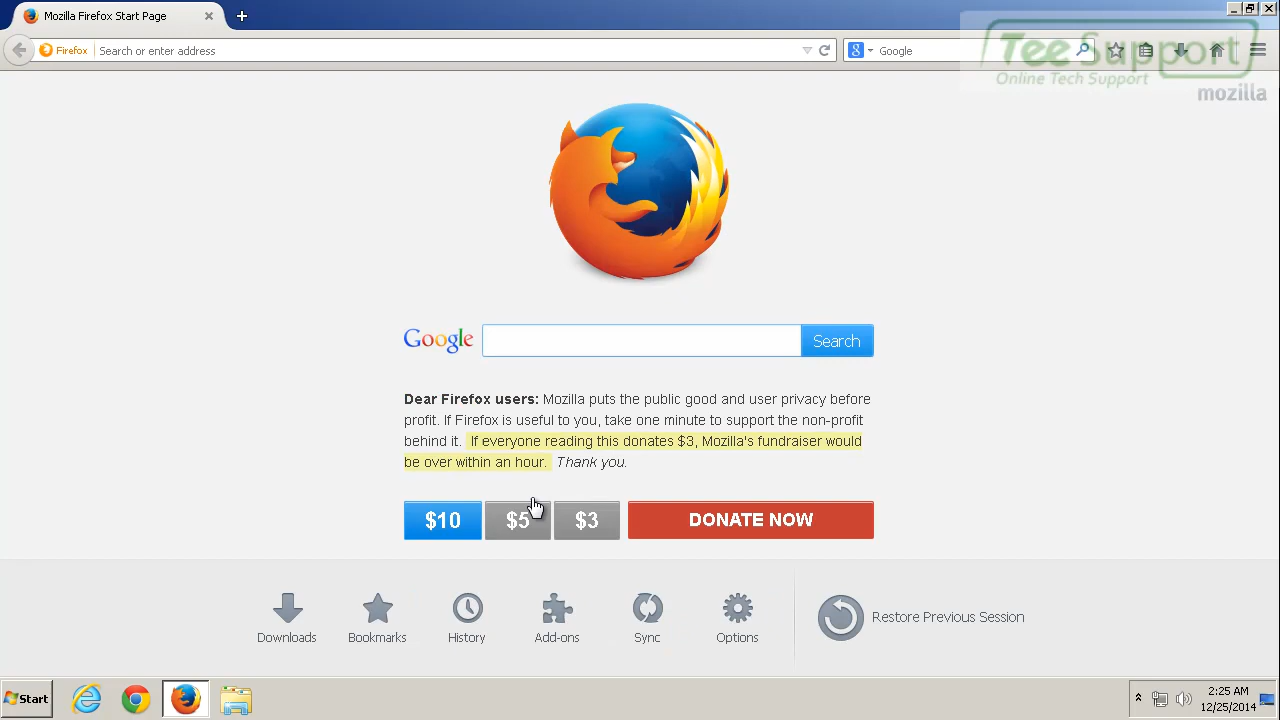 Mozilla Firefox Start Page
Firefox
Search or enter address
Google
Tee Support
Online Tech Support
mozilla
Google
Search
Dear Firefox users: Mozilla puts the public good and user privacy before
profit. If Firefox is useful to you, take one minute to support the non-profit
behind it. If everyone reading this donates $3, Mozilla's fundraiser would
be over within an hour. Thank you.
$10 $5 $3 DONATE NOW
Downloads
Bookmarks
History
Add-ons
Sync
Options
Restore Previous Session
Start
2:25 AM
12/25/2014